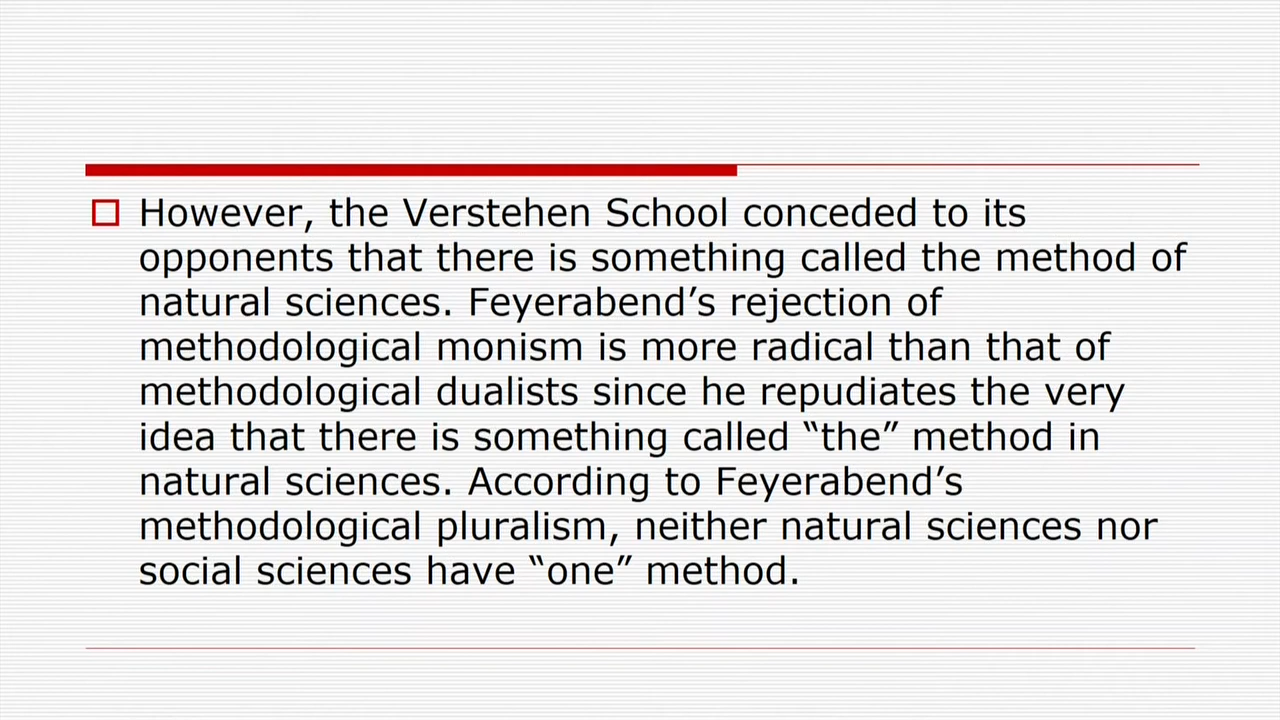 However, the Verstehen School conceded to its
opponents that there is something called the method of
natural sciences. Feyerabend’s rejection of
methodological monism is more radical than that of
methodological dualists since he repudiates the very
idea that there is something called “the” method in
natural sciences. According to Feyerabend’s
methodological pluralism, neither natural sciences nor
social sciences have “one” method.